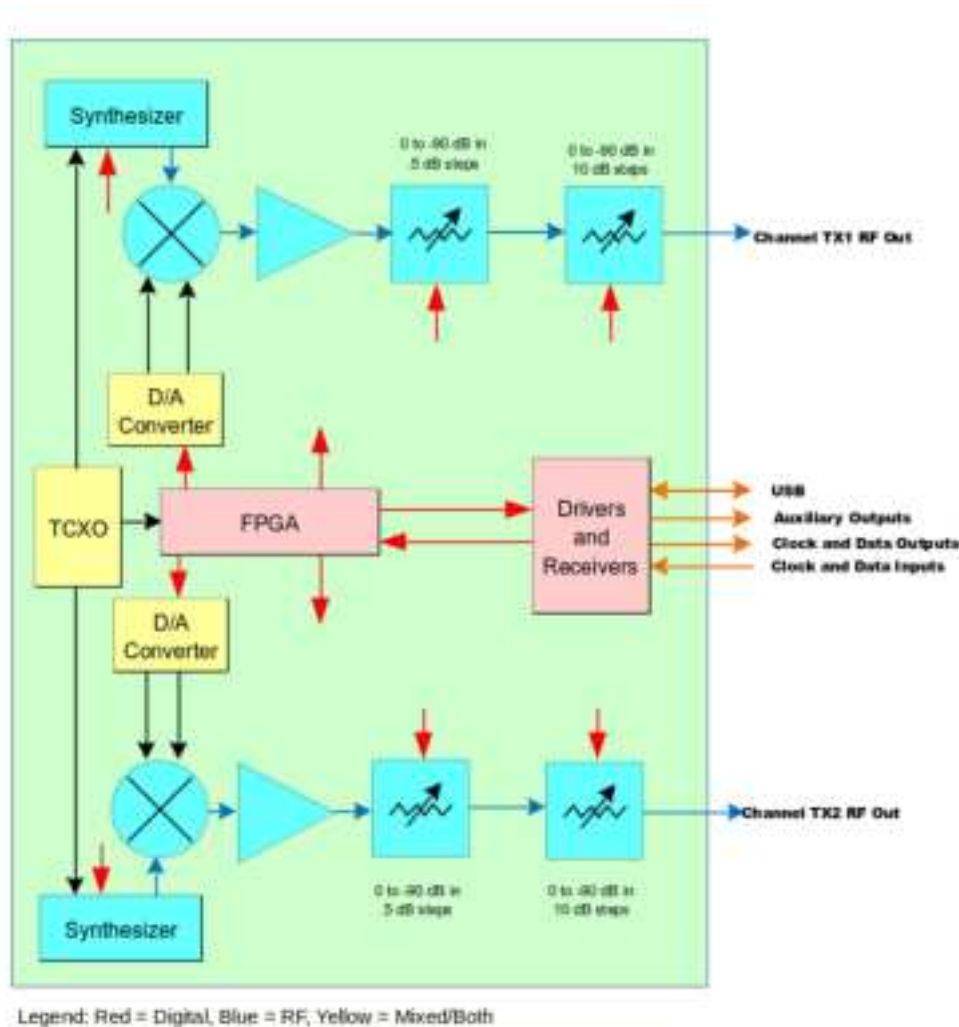 Synthesizer
0 to -90 dB in
.5 dB steps
0 to -90 dB in
10 dB steps
Channel TX1 RF Out
D/A
Converter
TCXO
FPGA
Drivers
and
Receivers
USB
Auxiliary Outputs
Clock and Data Outputs
Clock and Data Inputs
D/A
Converter
Channel TX2 RF Out
0 to -90 dB in
.5 dB steps
0 to -90 dB in
10 dB steps
Synthesizer
Legend: Red = Digital, Blue = RF, Yellow = Mixed/Both